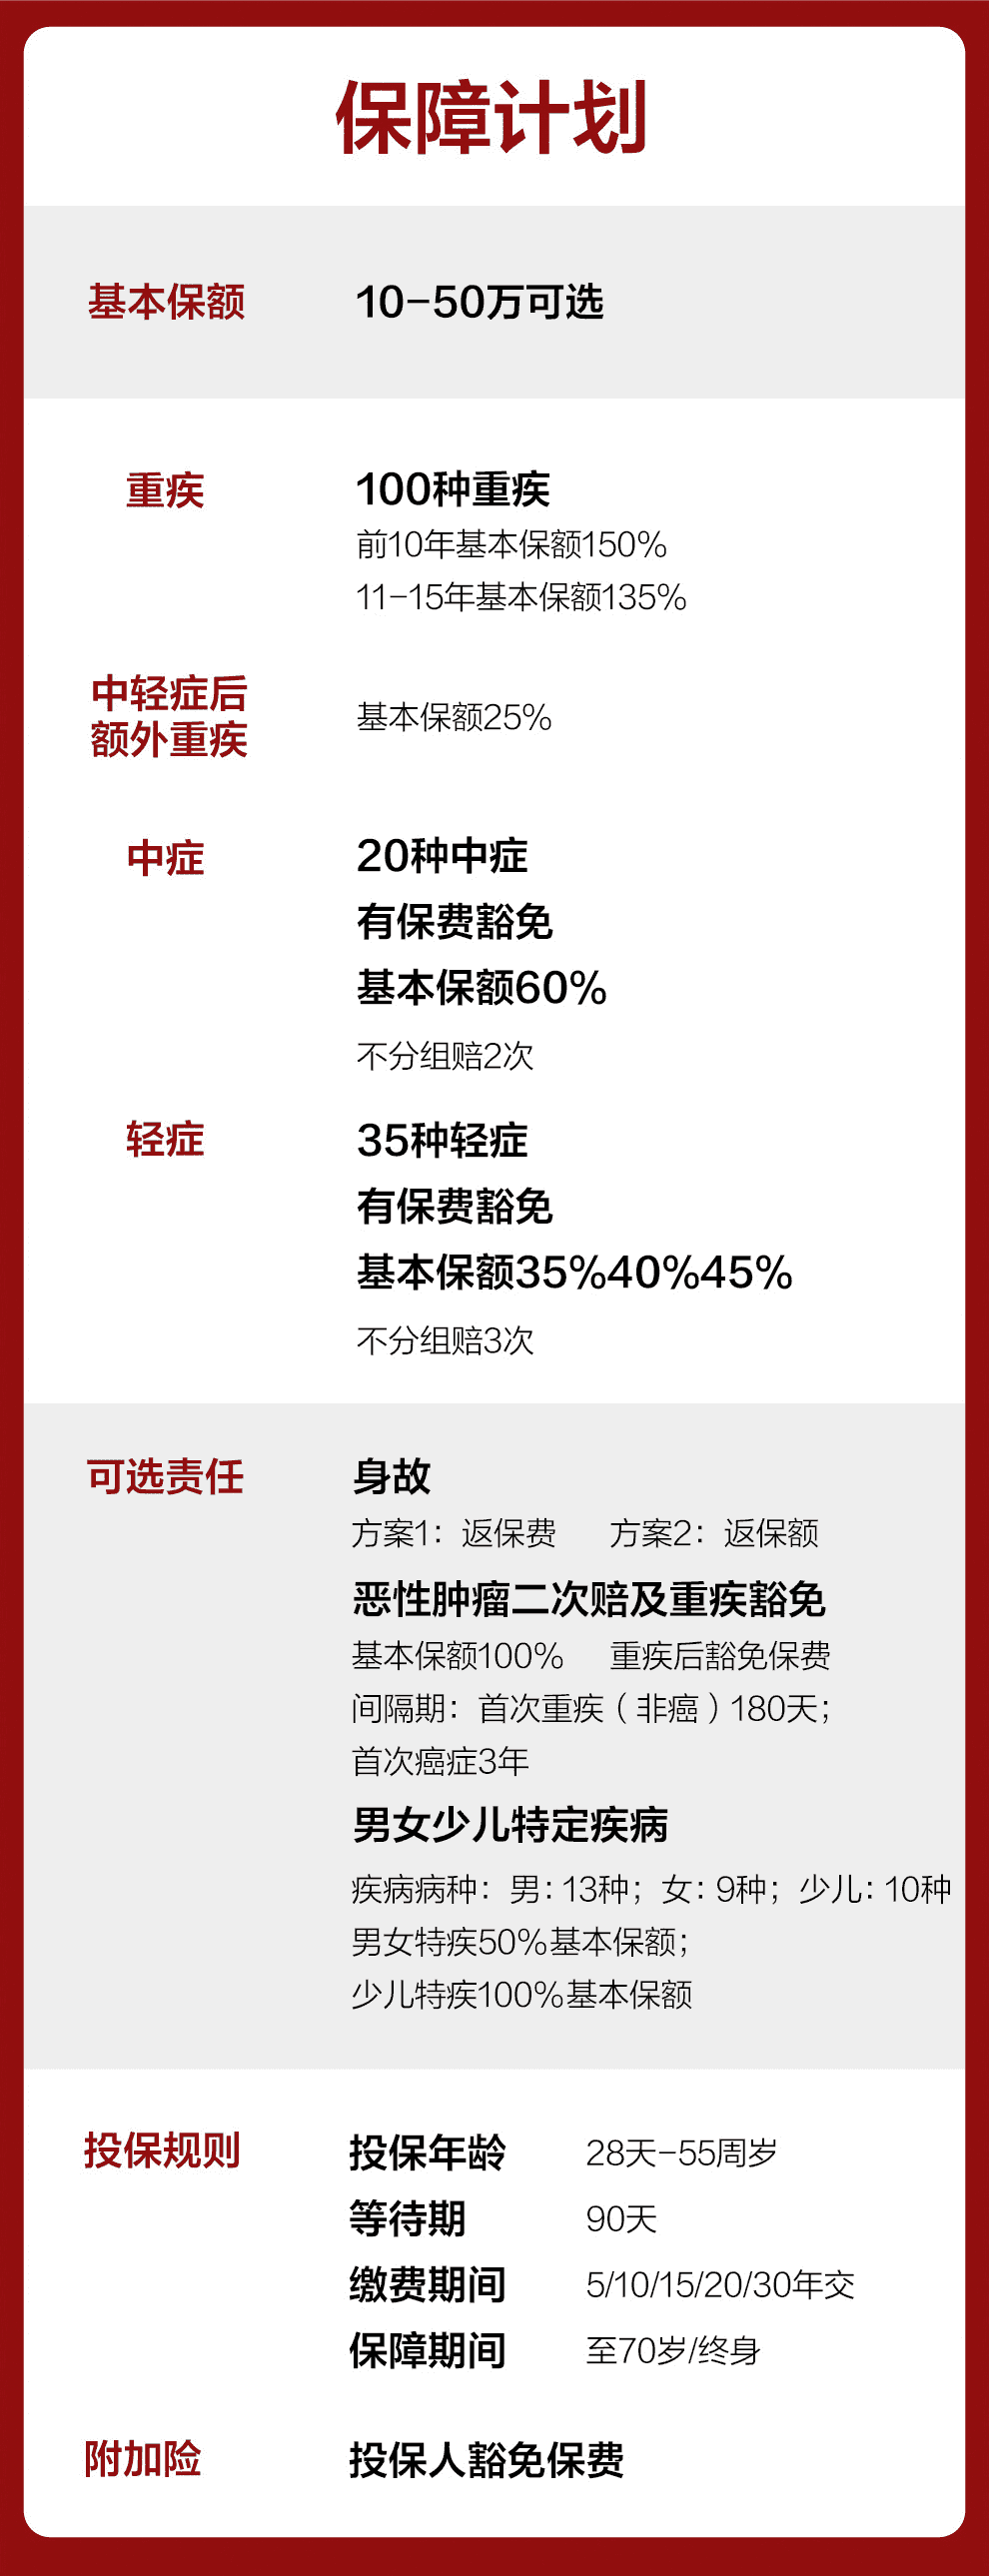 保障计划
基本保额 10-50万可选
重疾 100种重疾
前10年基本保额150%
11-15年基本保额135%
中轻症后
额外重疾
基本保额25%
中症 20种中症
有保费豁免
基本保额60%
不分组赔2次
轻症 35种轻症
有保费豁免
基本保额35%40%45%
不分组赔3次
可选责任 身故
方案1：返保费 方案2：返保额
恶性肿瘤二次赔及重疾豁免
基本保额100% 重疾后豁免保费
间隔期：首次重疾（非癌）180天；
首次癌症3年
男女少儿特定疾病
疾病病种：男：13种；女：9种；少儿：10种
男女特疾50%基本保额；
少儿特疾100%基本保额
投保规则 投保年龄 28天-55周岁
等待期 90天
缴费期间 5/10/15/20/30年交
保障期间 至70岁/终身
附加险 投保人豁免保费